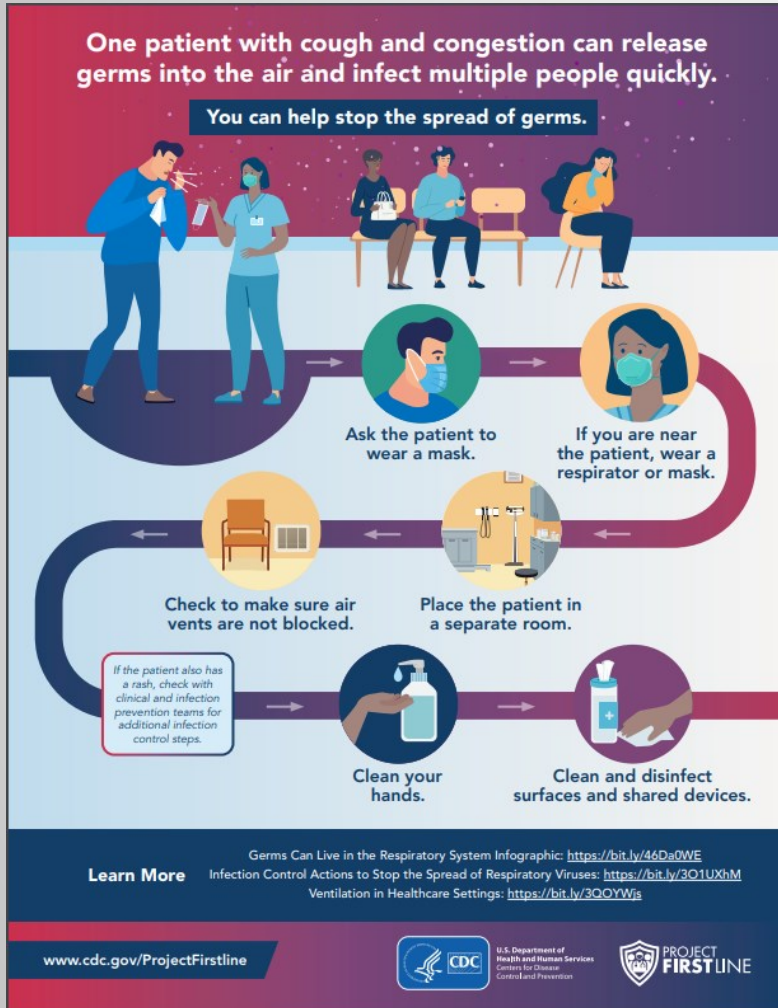 One patient with cough and congestion can release
germs into the air and infect multiple people quickly.
You can help stop the spread of germs.
Ask the patient to
wear a mask.
If you are near
the patient, wear a
respirator or mask.
Place the patient in
a separate room.
Check to make sure air
vents are not blocked.
If the patient also has
a rash, check with
clinical and infection
prevention teams for
additional infection
control steps.
Clean your
hands.
Clean and disinfect
surfaces and shared devices.
Learn More
Germs Can Live in the Respiratory System Infographic: https://bit.ly/46Da0WE
Infection Control Actions to Stop the Spread of Respiratory Viruses: https://bit.ly/3O1UXhM
Ventilation in Healthcare Settings: https://bit.ly/3QOYWjs
www.cdc.gov/ProjectFirstline
CDC
U.S. Department of
Health and Human Services
Centers for Disease
Control and Prevention
PROJECT
FIRSTLINE